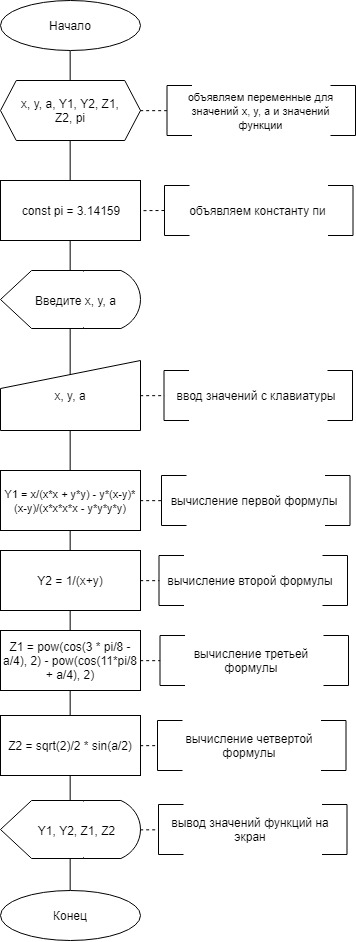 Начало
x, y, a, Y1, Y2, Z1,
Z2, pi
объявляем переменные для
значений x, y, a и значений
функции
const pi = 3.14159
объявляем константу пи
Введите x, y, a
x, y, a
ввод значений с клавиатуры
Y1 = x/(x*x + y*y) - y*(x-y)*
(x-y)/(x*x*x*x - y*y*y*y)
вычисление первой формулы
Y2 = 1/(x+y)
вычисление второй формулы
Z1 = pow(cos(3 * pi/8 -
a/4), 2) - pow(cos(11*pi/8
+ a/4), 2)
вычисление третьей
формулы
Z2 = sqrt(2)/2 * sin(a/2)
вычисление четвертой
формулы
Y1, Y2, Z1, Z2
вывод значений функций на
экран
Конец